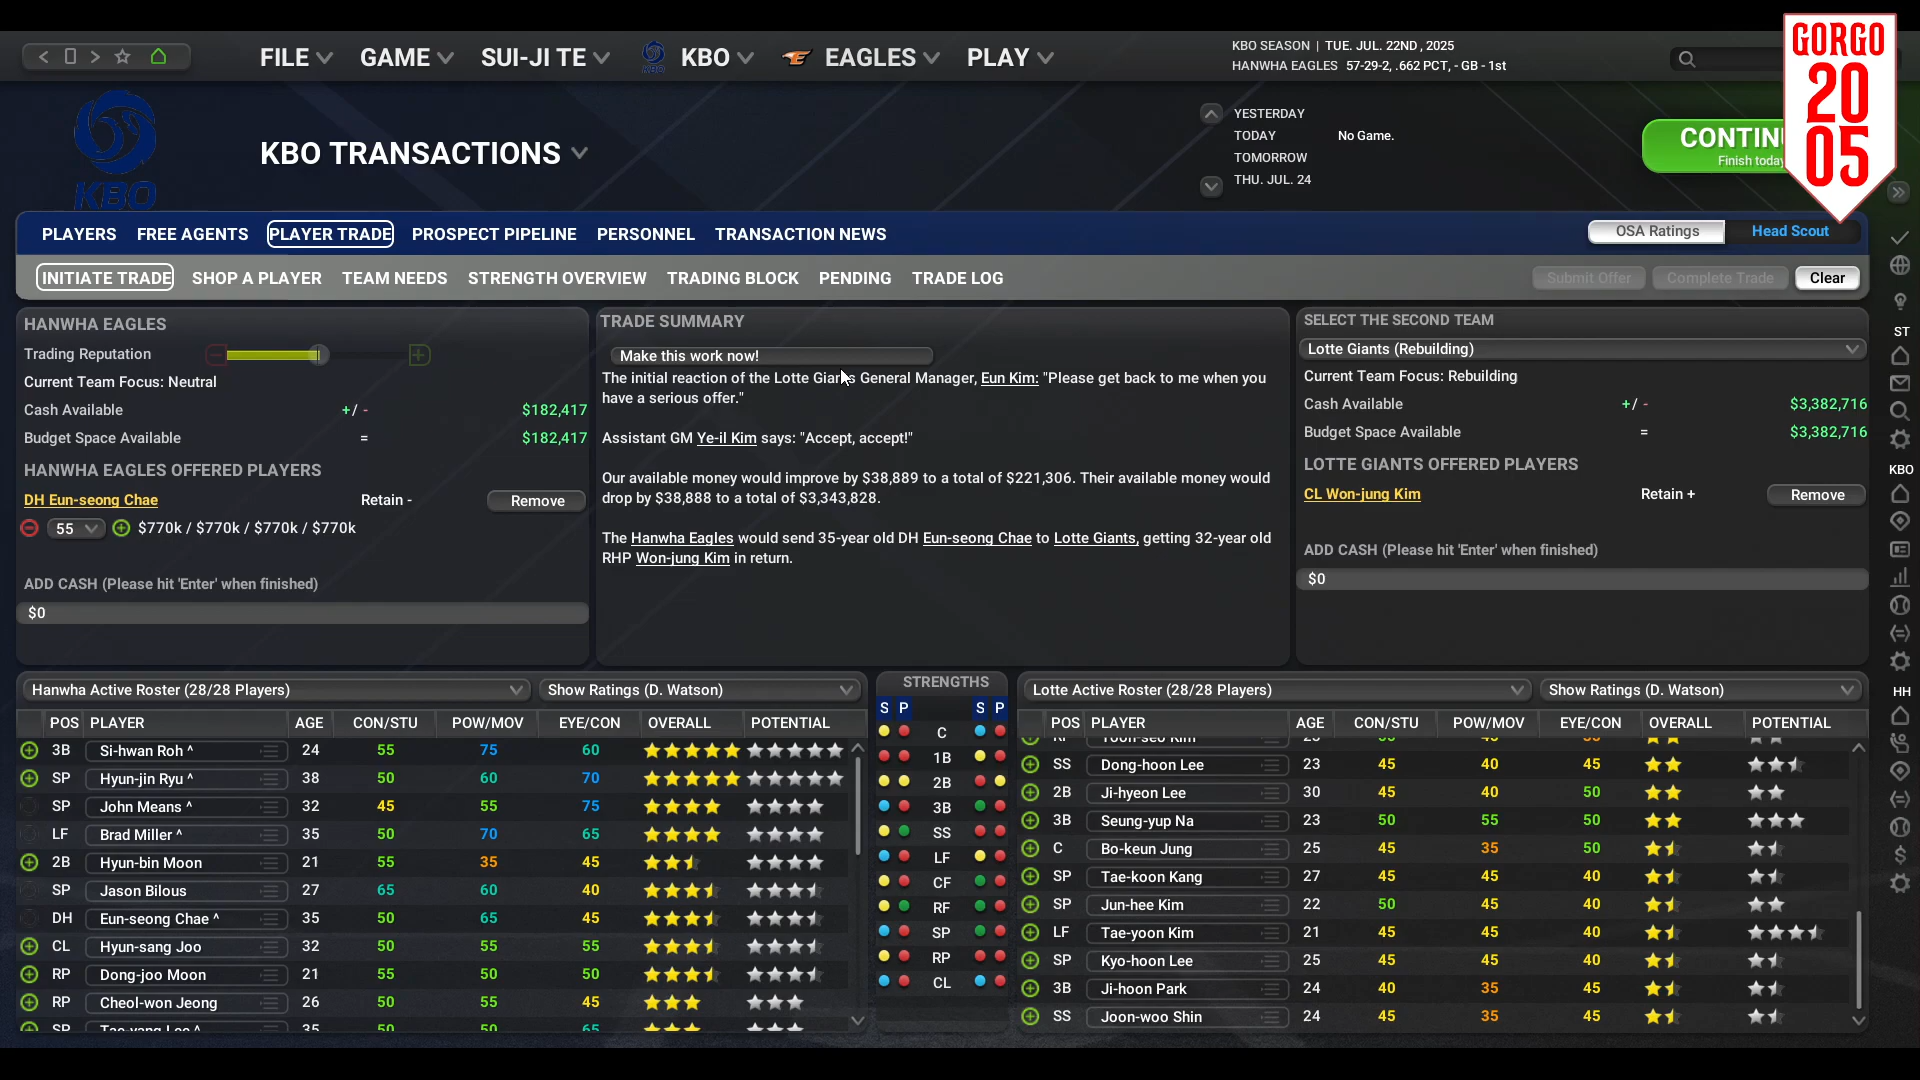 FILE GAME SUI-JI TE KBO EAGLES PLAY
KBO SEASON | TUE. JUL. 22ND , 2025
HANWHA EAGLES 57-29-2, .662 PCT, - GB - 1st
GORGO
20
05
KBO
KBO TRANSACTIONS
YESTERDAY
TODAY No Game.
TOMORROW
THU. JUL. 24
CONTINU
Finish today
PLAYERS FREE AGENTS PLAYER TRADE PROSPECT PIPELINE PERSONNEL TRANSACTION NEWS
OSA Ratings Head Scout
INITIATE TRADE SHOP A PLAYER TEAM NEEDS STRENGTH OVERVIEW TRADING BLOCK PENDING TRADE LOG
Submit Offer Complete Trade Clear
HANWHA EAGLES
Trading Reputation
Current Team Focus: Neutral
Cash Available +/ - $182,417
Budget Space Available = $182,417
HANWHA EAGLES OFFERED PLAYERS
DH Eun-seong Chae Retain - Remove
55 $770k / $770k / $770k / $770k
ADD CASH (Please hit 'Enter' when finished)
$0
TRADE SUMMARY
Make this work now!
The initial reaction of the Lotte Giants General Manager, Eun Kim: "Please get back to me when you
have a serious offer."
Assistant GM Ye-il Kim says: "Accept, accept!"
Our available money would improve by $38,889 to a total of $221,306. Their available money would
drop by $38,888 to a total of $3,343,828.
The Hanwha Eagles would send 35-year old DH Eun-seong Chae to Lotte Giants, getting 32-year old
RHP Won-jung Kim in return.
SELECT THE SECOND TEAM
Lotte Giants (Rebuilding)
Current Team Focus: Rebuilding
Cash Available +/ - $3,382,716
Budget Space Available = $3,382,716
LOTTE GIANTS OFFERED PLAYERS
CL Won-jung Kim Retain + Remove
ADD CASH (Please hit 'Enter' when finished)
$0
ST
KBO
HH
Hanwha Active Roster (28/28 Players) Show Ratings (D. Watson)
POS PLAYER AGE CON/STU POW/MOV EYE/CON OVERALL POTENTIAL
3B Si-hwan Roh ^ 24 55 75 60
SP Hyun-jin Ryu ^ 38 50 60 70
SP John Means ^ 32 45 55 75
LF Brad Miller ^ 35 50 70 65
2B Hyun-bin Moon 21 55 35 45
SP Jason Bilous 27 65 60 40
DH Eun-seong Chae ^ 35 50 65 45
CL Hyun-sang Joo 32 50 55 55
RP Dong-joo Moon 21 55 50 50
RP Cheol-won Jeong 26 50 55 45
SP Tae-yang Lee ^ 35 50 50 65
STRENGTHS
S P S P
C
1B
2B
3B
SS
LF
CF
RF
SP
RP
CL
Lotte Active Roster (28/28 Players) Show Ratings (D. Watson)
POS PLAYER AGE CON/STU POW/MOV EYE/CON OVERALL POTENTIAL
SS Dong-hoon Lee 23 45 40 45
2B Ji-hyeon Lee 30 45 40 50
3B Seung-yup Na 23 50 55 50
C Bo-keun Jung 25 45 35 50
SP Tae-koon Kang 27 45 45 40
SP Jun-hee Kim 22 50 45 40
LF Tae-yoon Kim 21 45 45 40
SP Kyo-hoon Lee 25 45 45 40
3B Ji-hoon Park 24 40 35 45
SS Joon-woo Shin 24 45 35 45